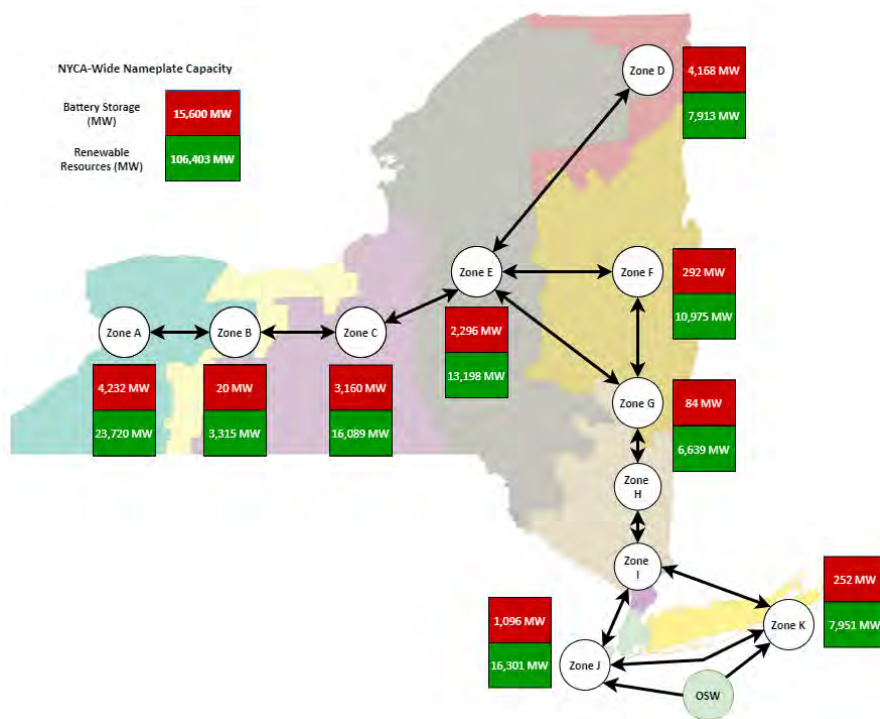 NYCA-Wide Nameplate Capacity
Battery Storage
(MW)
15,600 MW
Renewable
Resources (MW)
106,403 MW
Zone D
4,168 MW
7,913 MW
Zone E
2,296 MW
13,198 MW
Zone F
292 MW
10,975 MW
Zone A
4,232 MW
23,720 MW
Zone B
20 MW
3,315 MW
Zone C
3,160 MW
16,089 MW
Zone G
84 MW
6,639 MW
Zone
H
Zone
I
1,096 MW
16,301 MW
Zone J
Zone K
252 MW
7,951 MW
OSW